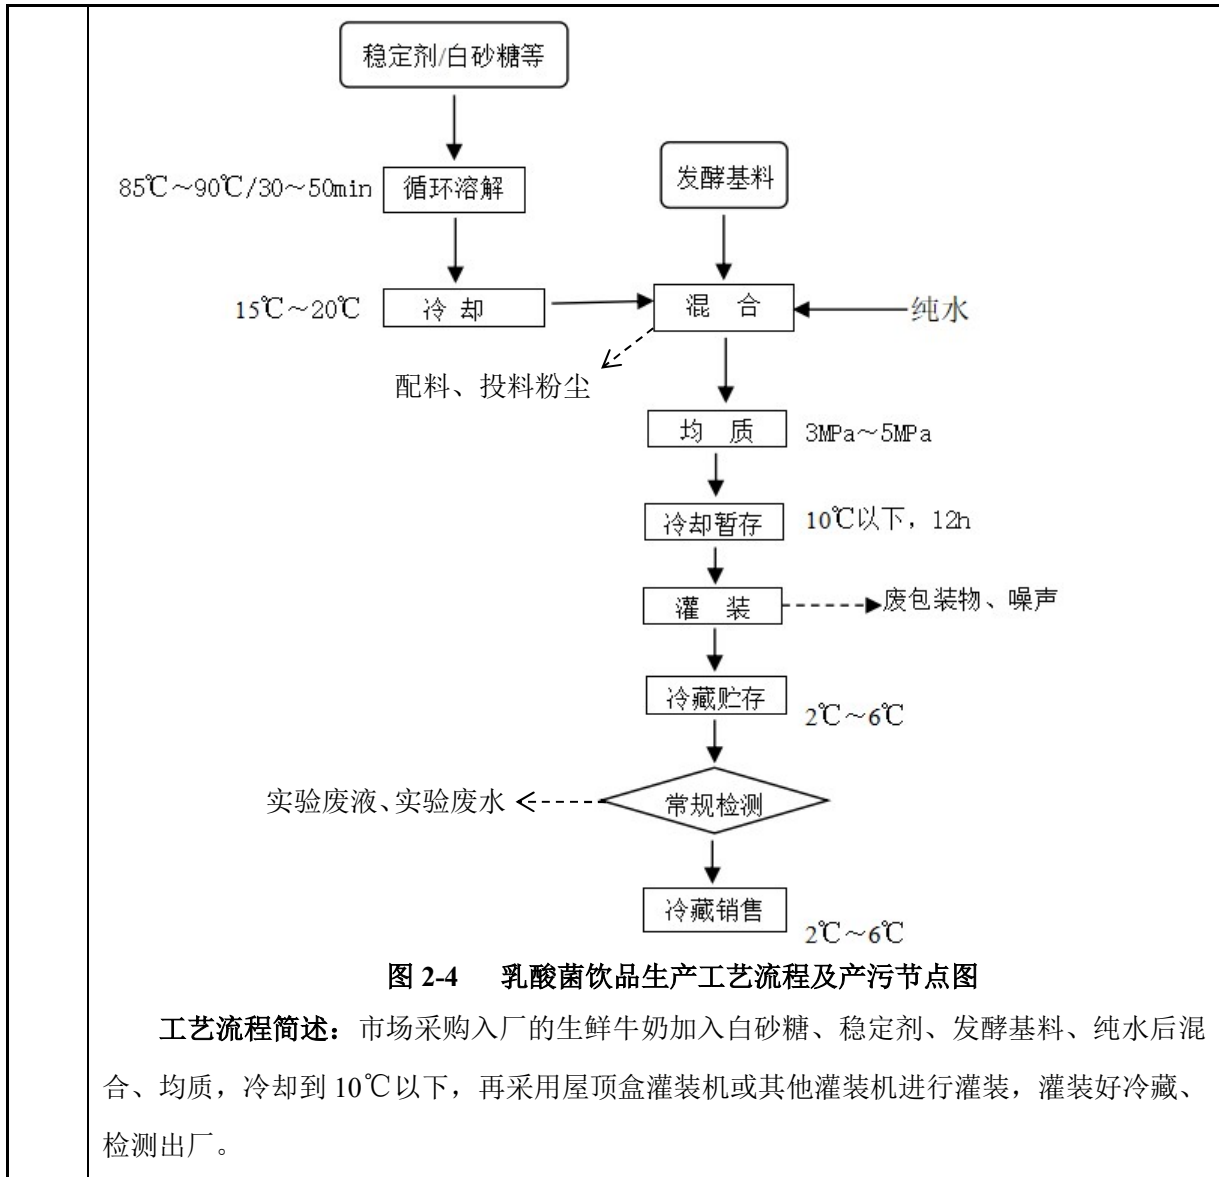 稳定剂/白砂糖等
85℃～90℃/30～50min
循环溶解
发酵基料
15℃～20℃
冷却
混合
纯水
配料、投料粉尘
均质
3MPa～5MPa
冷却暂存
10℃以下，12h
灌装
废包装物、噪声
冷藏贮存
2℃～6℃
实验废液、实验废水
常规检测
冷藏销售
2℃～6℃
图 2-4 乳酸菌饮品生产工艺流程及产污节点图
工艺流程简述：市场采购入厂的生鲜牛奶加入白砂糖、稳定剂、发酵基料、纯水后混
合、均质，冷却到 10℃以下，再采用屋顶盒灌装机或其他灌装机进行灌装，灌装好冷藏、
检测出厂。